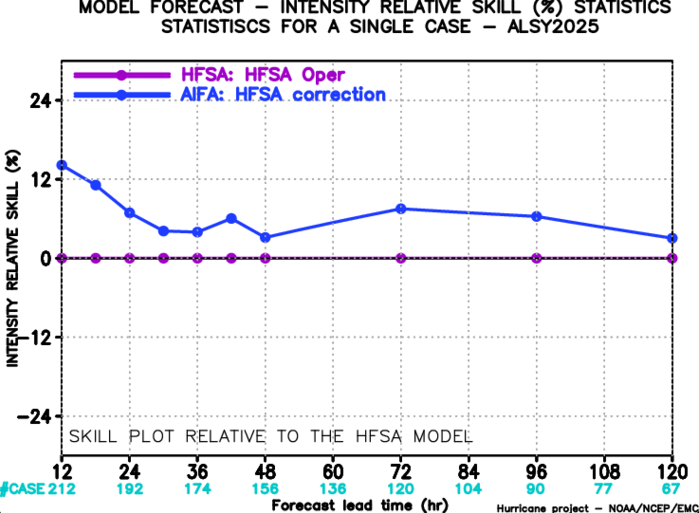 MODEL FORECAST – INTENSITY RELATIVE SKILL (%) STATISTICS
STATISTISCS FOR A SINGLE CASE – ALSY2025
HFSA: HFSA Oper
AIFA: HFSA correction
INTENSITY RELATIVE SKILL (%)
24
12
0
−12
−24
SKILL PLOT RELATIVE TO THE HFSA MODEL
12 24 36 48 60 72 84 96 108 120
#CASE 212 192 174 156 136 120 104 90 77 67
Forecast lead time (hr)
Hurricane project – NOAA/NCEP/EMC